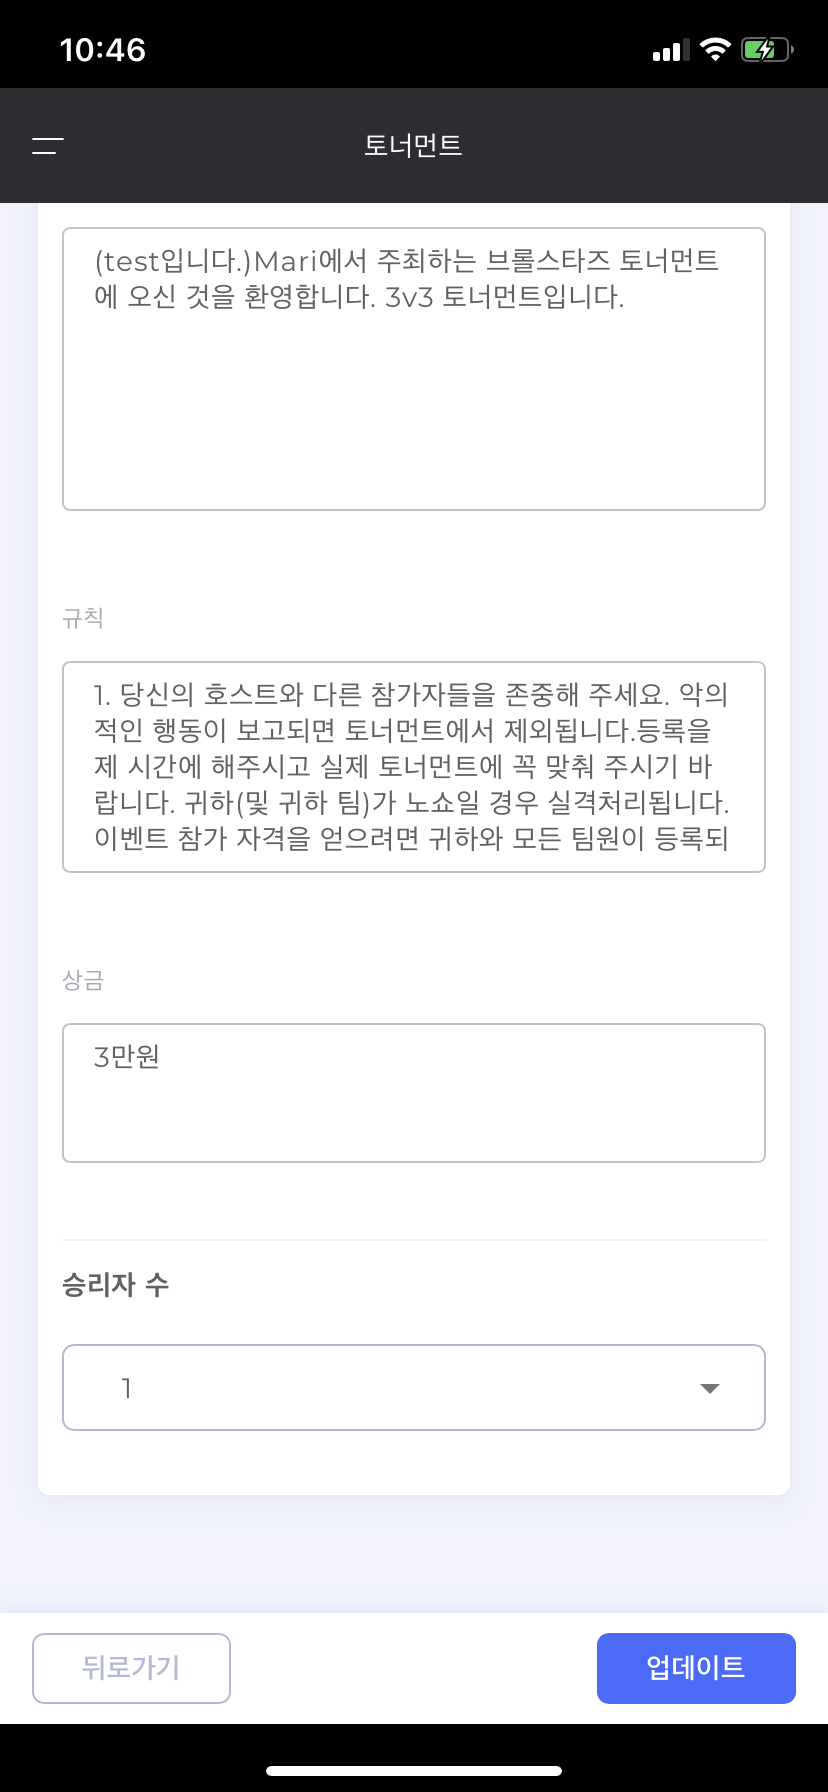 10:46
토너먼트
(test입니다.)Mari에서 주최하는 브롤스타즈 토너먼트
에 오신 것을 환영합니다. 3v3 토너먼트입니다.
규칙
1. 당신의 호스트와 다른 참가자들을 존중해 주세요. 악의
적인 행동이 보고되면 토너먼트에서 제외됩니다.등록을
제 시간에 해주시고 실제 토너먼트에 꼭 맞춰 주시기 바
랍니다. 귀하(및 귀하 팀)가 노쇼일 경우 실격처리됩니다.
이벤트 참가 자격을 얻으려면 귀하와 모든 팀원이 등록되
상금
3만원
승리자 수
1
뒤로가기
업데이트